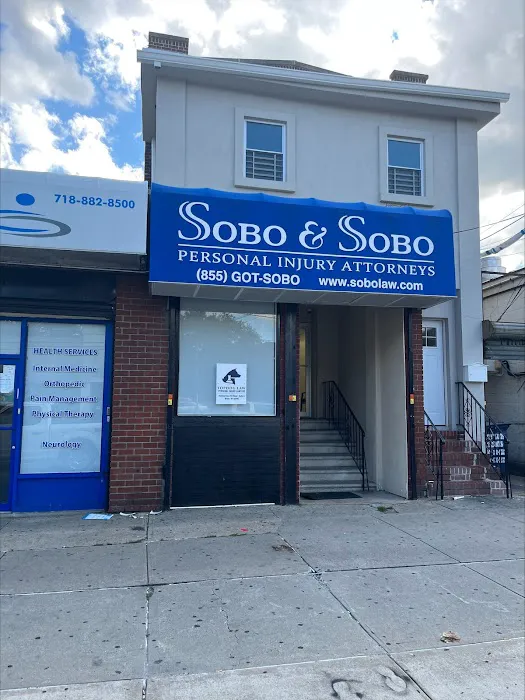 718-882-8500
SOBO & SOBO
PERSONAL INJURY ATTORNEYS
(855) GOT-SOBO www.sobolaw.com
HEALTH SERVICES
Internal Medicine
Orthopedic
Pain Management
Physical Therapy
Neurology